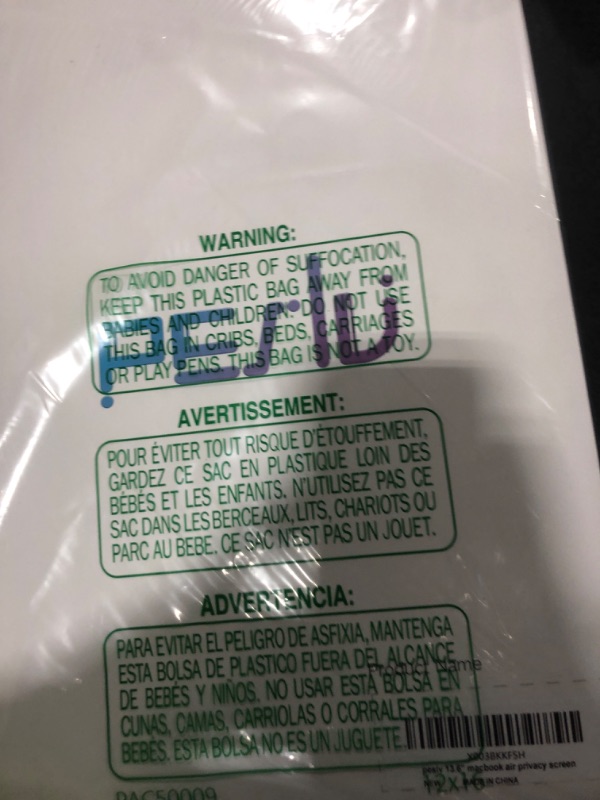 WARNING:
TO AVOID DANGER OF SUFFOCATION,
KEEP THIS PLASTIC BAG AWAY FROM
BABIES AND CHILDREN. DO NOT USE
THIS BAG IN CRIBS, BEDS, CARRIAGES
OR PLAY PENS. THIS BAG IS NOT A TOY.
AVERTISSEMENT:
POUR ÉVITER TOUT RISQUE D'ÉTOUFFEMENT,
GARDEZ CE SAC EN PLASTIQUE LOIN DES
BÉBÉS ET LES ENFANTS. N'UTILISEZ PAS CE
SAC DANS LES BERCEAUX, LITS, CHARIOTS OU
PARC AU BEBE. CE SAC N'EST PAS UN JOUET.
ADVERTENCIA:
PARA EVITAR EL PELIGRO DE ASFIXIA, MANTENGA
ESTA BOLSA DE PLASTICO FUERA DEL ALCANCE
DE BEBÉS Y NIÑOS, NO USAR ESTA BOLSA EN
CUNAS, CAMAS, CARRIOLAS O CORRALES PARA
BEBÉS. ESTA BOLSA NO ES UN JUGUETE.
Product Name
X003BKKFSH
macbook air privacy screen
MADE IN CHINA